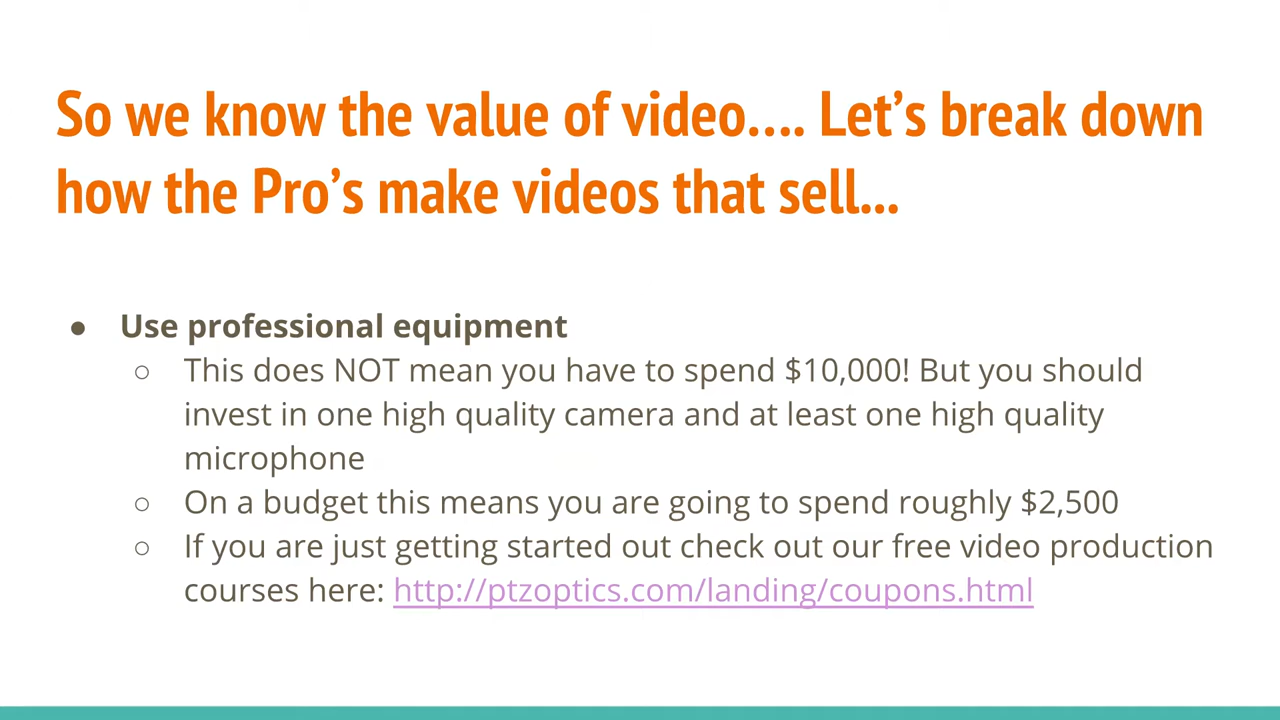 So we know the value of video…. Let’s break down
how the Pro’s make videos that sell...
● Use professional equipment
○ This does NOT mean you have to spend $10,000! But you should
invest in one high quality camera and at least one high quality
microphone
○ On a budget this means you are going to spend roughly $2,500
○ If you are just getting started out check out our free video production
courses here: http://ptzoptics.com/landing/coupons.html